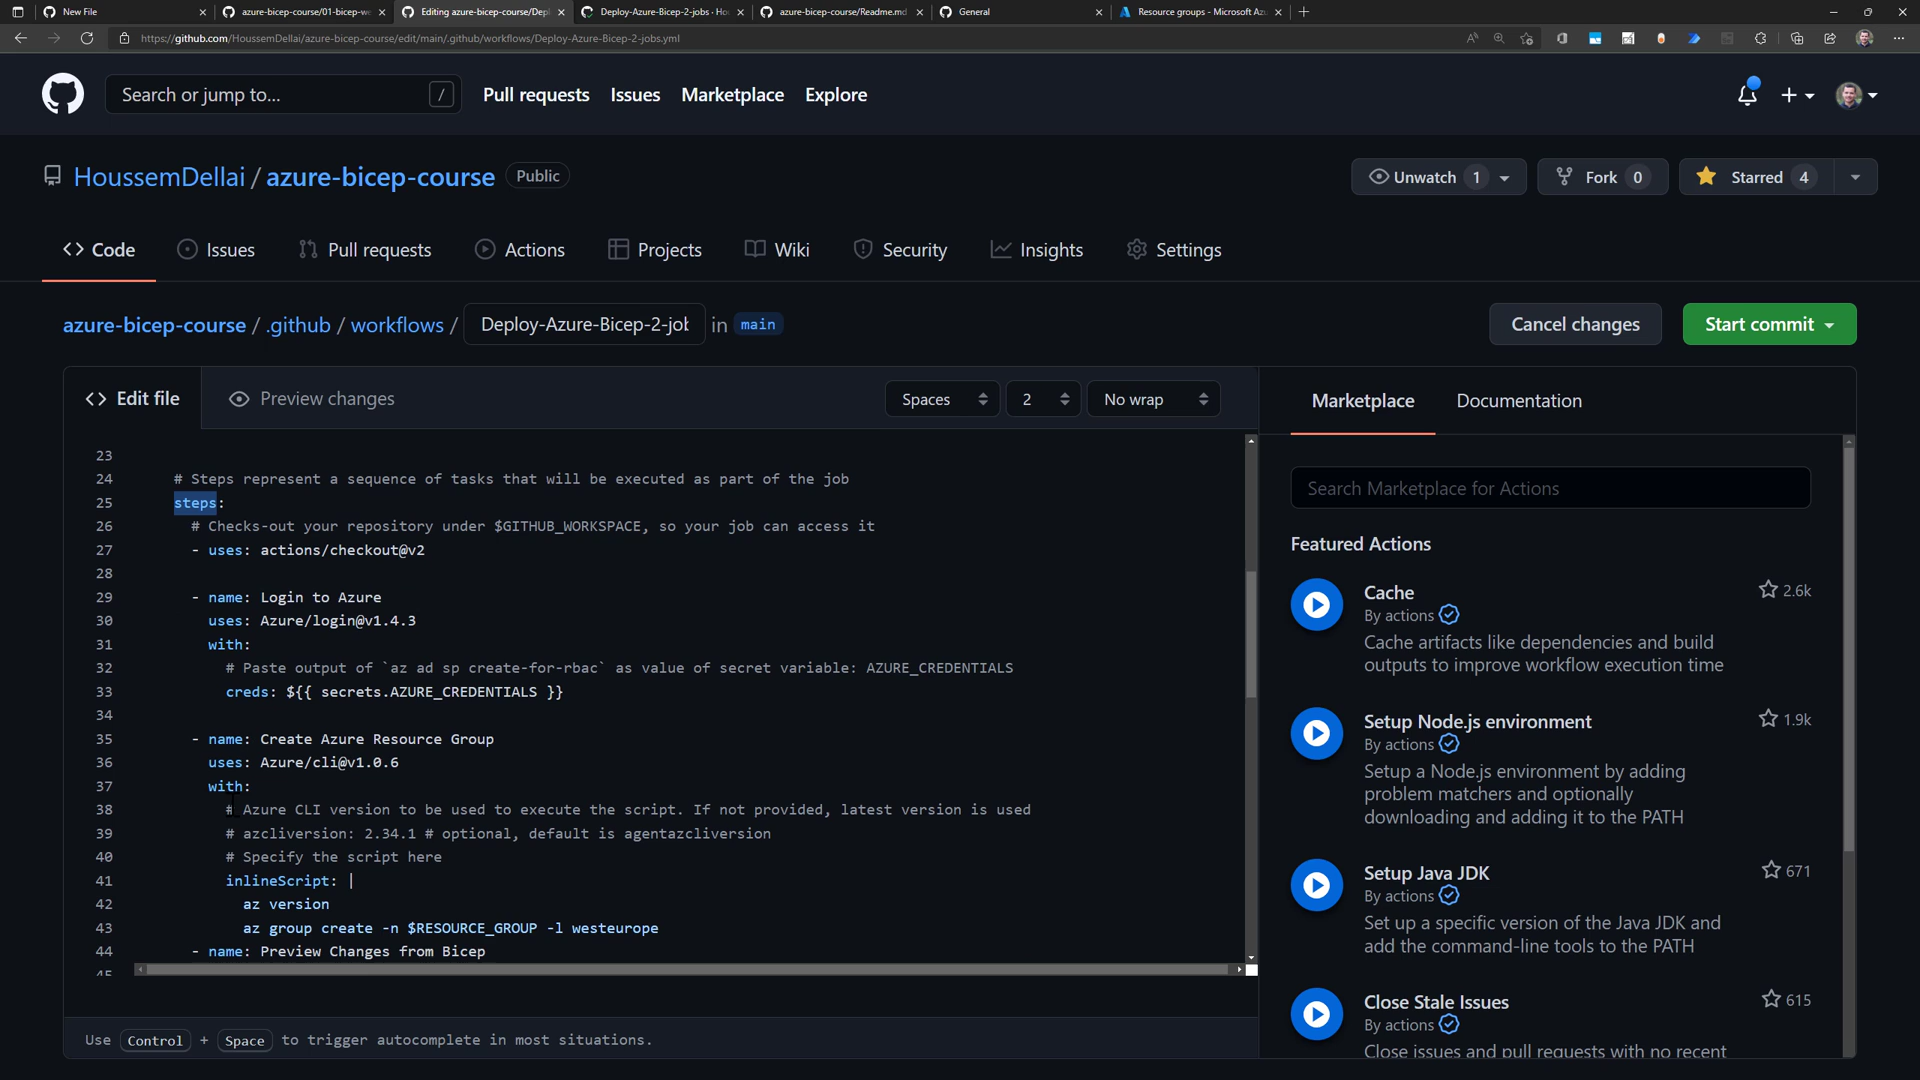 New File
azure-bicep-course/01-bicep-we
Editing azure-bicep-course/Depl
Deploy-Azure-Bicep-2-jobs · Ho
azure-bicep-course/Readme.md
General
Resource groups - Microsoft Az
https://github.com/HoussemDellai/azure-bicep-course/edit/main/.github/workflows/Deploy-Azure-Bicep-2-jobs.yml
Search or jump to...
/
Pull requests
Issues
Marketplace
Explore
HoussemDellai / azure-bicep-course
Public
Unwatch 1
Fork 0
Starred 4
Code
Issues
Pull requests
Actions
Projects
Wiki
Security
Insights
Settings
azure-bicep-course / .github / workflows / Deploy-Azure-Bicep-2-jol in main
Cancel changes
Start commit
Edit file
Preview changes
Spaces
2
No wrap
23
24 # Steps represent a sequence of tasks that will be executed as part of the job
25 steps:
26 # Checks-out your repository under $GITHUB_WORKSPACE, so your job can access it
27 - uses: actions/checkout@v2
28
29 - name: Login to Azure
30 uses: Azure/login@v1.4.3
31 with:
32 # Paste output of `az ad sp create-for-rbac` as value of secret variable: AZURE_CREDENTIALS
33 creds: ${{ secrets.AZURE_CREDENTIALS }}
34
35 - name: Create Azure Resource Group
36 uses: Azure/cli@v1.0.6
37 with:
38 # Azure CLI version to be used to execute the script. If not provided, latest version is used
39 # azcliversion: 2.34.1 # optional, default is agentazcliversion
40 # Specify the script here
41 inlineScript: |
42 az version
43 az group create -n $RESOURCE_GROUP -l westeurope
44 - name: Preview Changes from Bicep
45
Use Control + Space to trigger autocomplete in most situations.
Marketplace
Documentation
Search Marketplace for Actions
Featured Actions
Cache
2.6k
By actions
Cache artifacts like dependencies and build
outputs to improve workflow execution time
Setup Node.js environment
1.9k
By actions
Setup a Node.js environment by adding
problem matchers and optionally
downloading and adding it to the PATH
Setup Java JDK
671
By actions
Set up a specific version of the Java JDK and
add the command-line tools to the PATH
Close Stale Issues
615
By actions
Close issues and pull requests with no recent